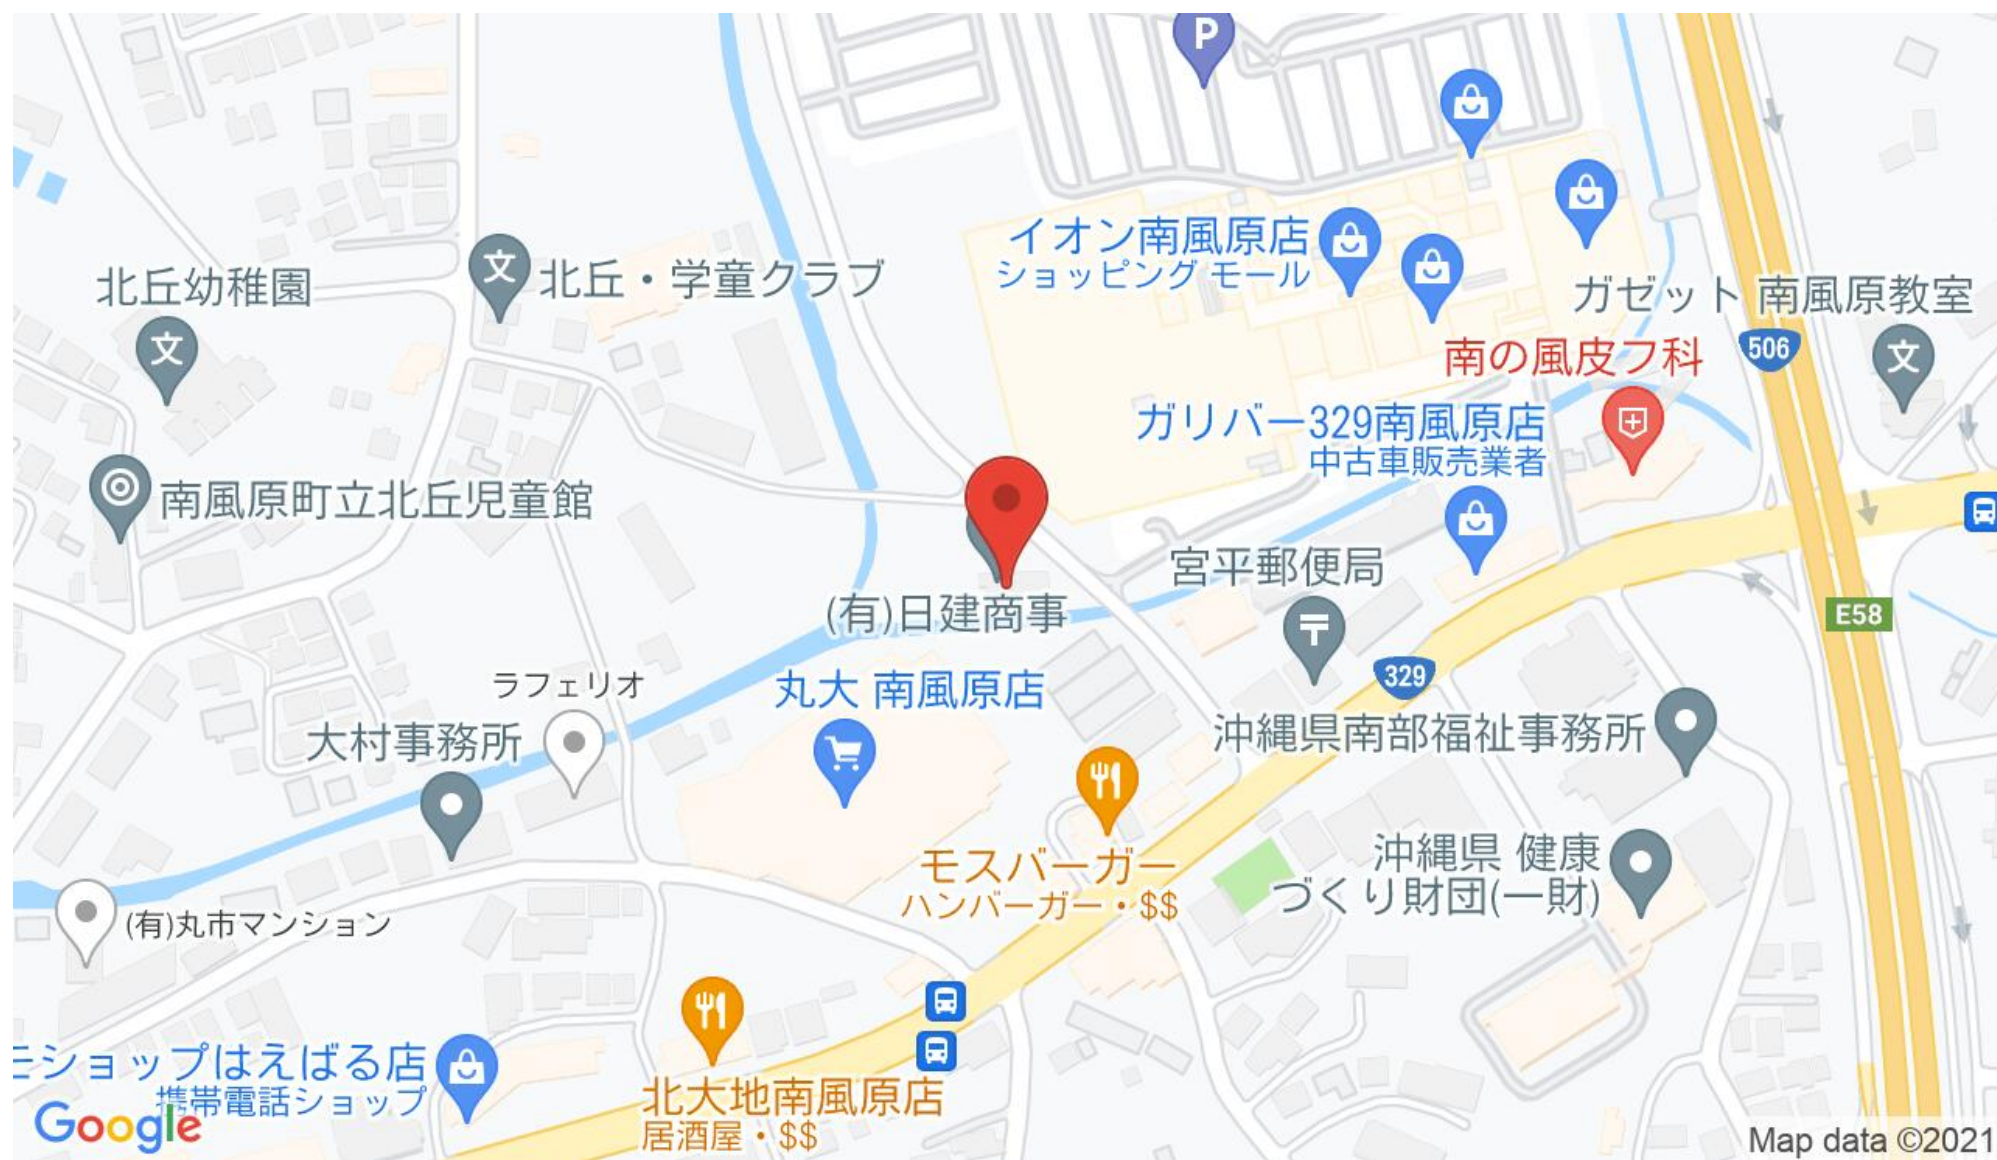 P
イオン南風原店
ショッピング モール
北丘幼稚園
文
文
北丘・学童クラブ
ガゼット 南風原教室
文
南の風皮フ科
506
ガリバー329南風原店
中古車販売業者
南風原町立北丘児童館
宮平郵便局
(有)日建商事
E58
ラフェリオ
丸大 南風原店
329
大村事務所
沖縄県南部福祉事務所
モスバーガー
ハンバーガー・$$
沖縄県 健康
づくり財団(一財)
(有)丸市マンション
ショップはえばる店
携帯電話ショップ
北大地南風原店
居酒屋・$$
Google
Map data ©2021